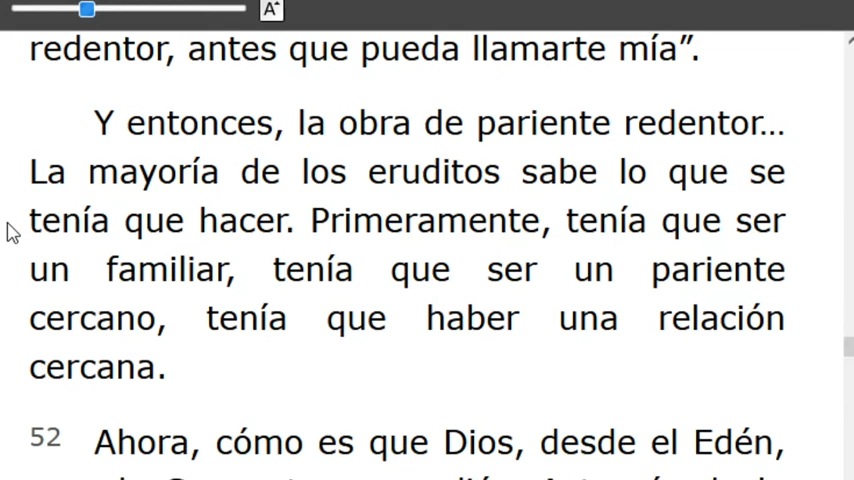 A
redentor, antes que pueda llamarte mía”.
Y entonces, la obra de pariente redentor…
La mayoría de los eruditos sabe lo que se
tenía que hacer. Primeramente, tenía que ser
un familiar, tenía que ser un pariente
cercano, tenía que haber una relación
cercana.
52 Ahora, cómo es que Dios, desde el Edén,